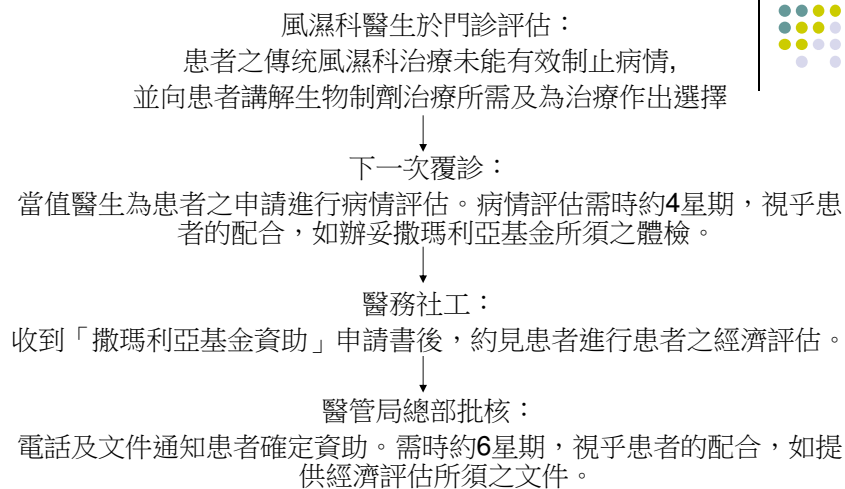 風濕科醫生於門診評估：
患者之傳统風濕科治療未能有效制止病情,
並向患者講解生物制劑治療所需及為治療作出選擇
下一次覆診：
當值醫生為患者之申請進行病情評估。病情評估需時約4星期，視乎患
者的配合，如辦妥撒瑪利亞基金所須之體檢。
醫務社工：
收到「撒瑪利亞基金資助」申請書後，約見患者進行患者之經濟評估。
醫管局總部批核：
電話及文件通知患者確定資助。需時約6星期，視乎患者的配合，如提
供經濟評估所須之文件。